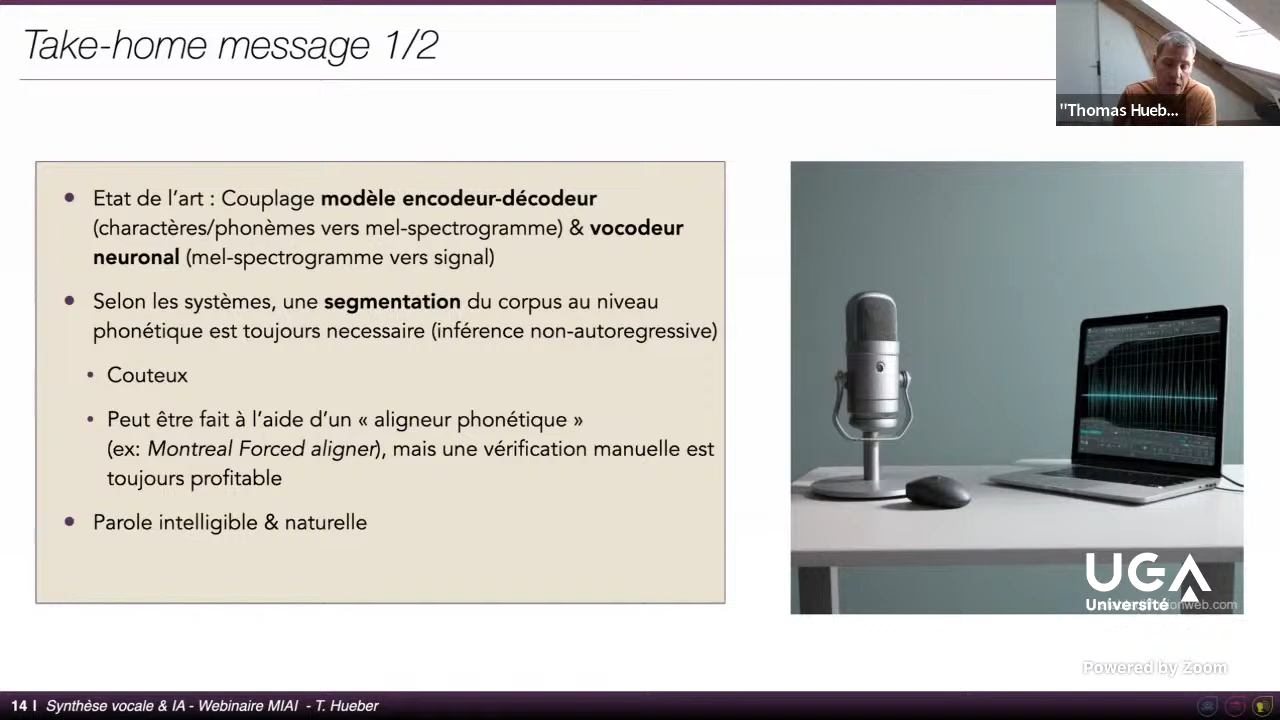 Take-home message 1/2
"Thomas Hueb...
• Etat de l'art : Couplage modèle encodeur-décodeur
(charactères/phonèmes vers mel-spectrogramme) & vocodeur
neuronal (mel-spectrogramme vers signal)
• Selon les systèmes, une segmentation du corpus au niveau
phonétique est toujours necessaire (inférence non-autoregressive)
• Couteux
• Peut être fait à l'aide d'un « aligneur phonétique »
(ex: Montreal Forced aligner), mais une vérification manuelle est
toujours profitable
• Parole intelligible & naturelle
UGA
Université
Powered by Zoom
14 I Synthèse vocale & IA - Webinaire MIAI - T. Hueber